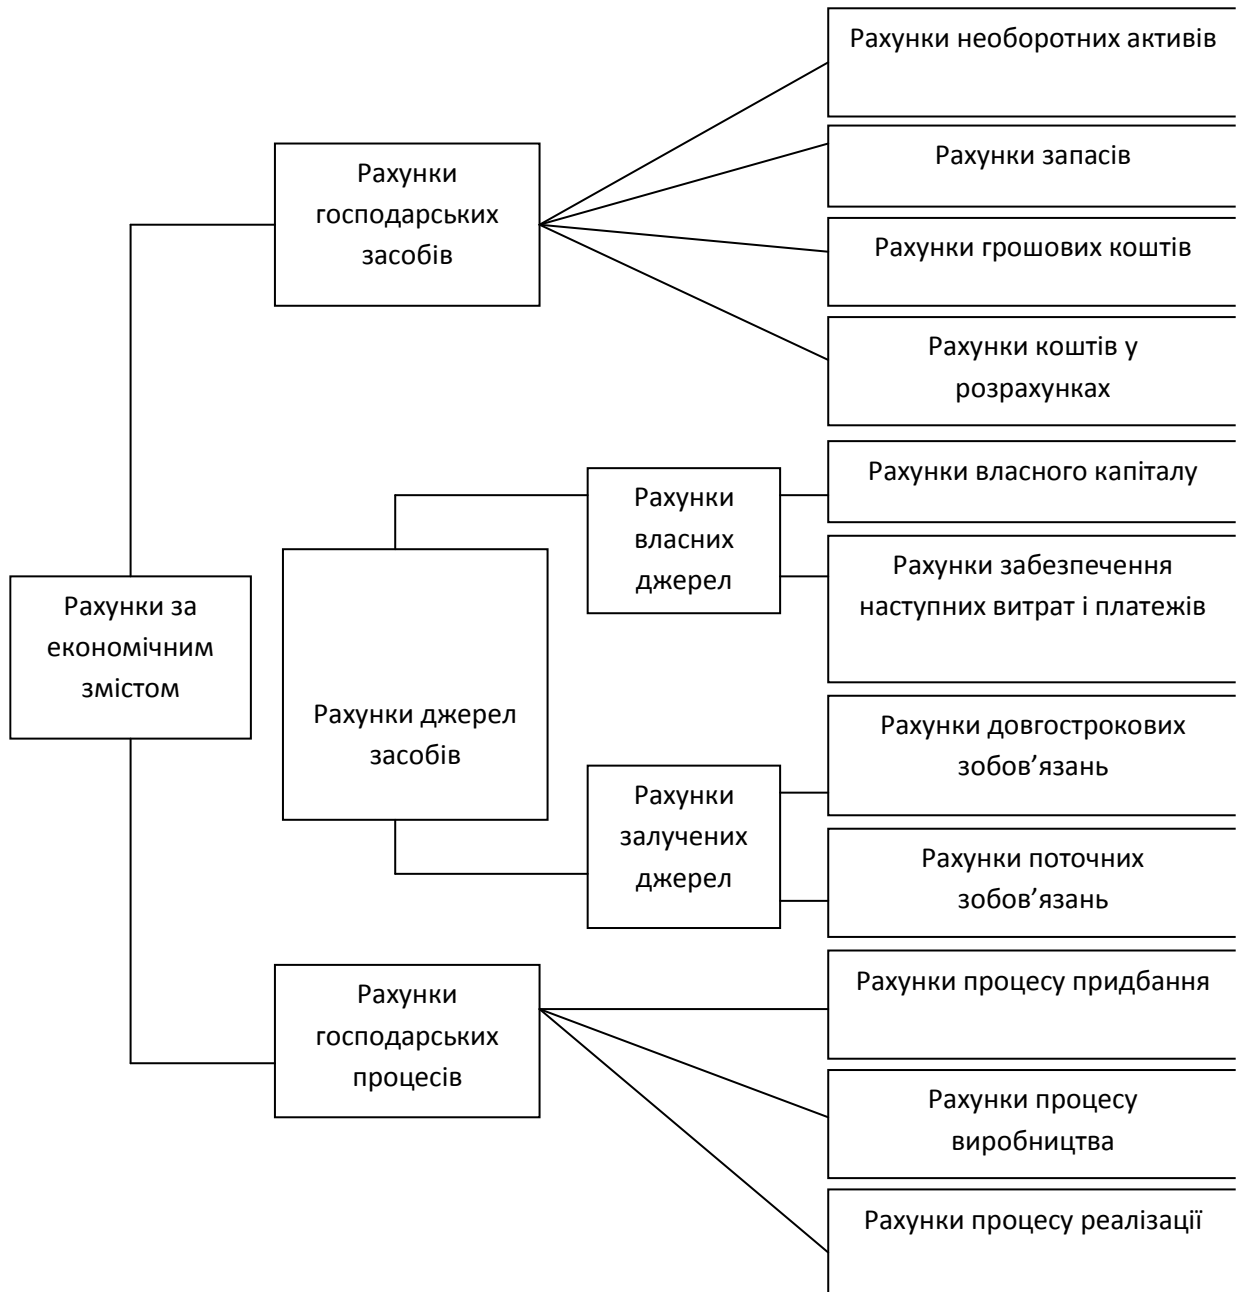 Рахунки необоротних активів
Рахунки запасів
Рахунки
господарських
засобів
Рахунки грошових коштів
Рахунки коштів у
розрахунках
Рахунки власного капіталу
Рахунки
власних
джерел
Рахунки забезпечення
наступних витрат і платежів
Рахунки за
економічним
змістом
Рахунки джерел
засобів
Рахунки довгострокових
зобов’язань
Рахунки
залучених
джерел
Рахунки поточних
зобов’язань
Рахунки
господарських
процесів
Рахунки процесу придбання
Рахунки процесу
виробництва
Рахунки процесу реалізації